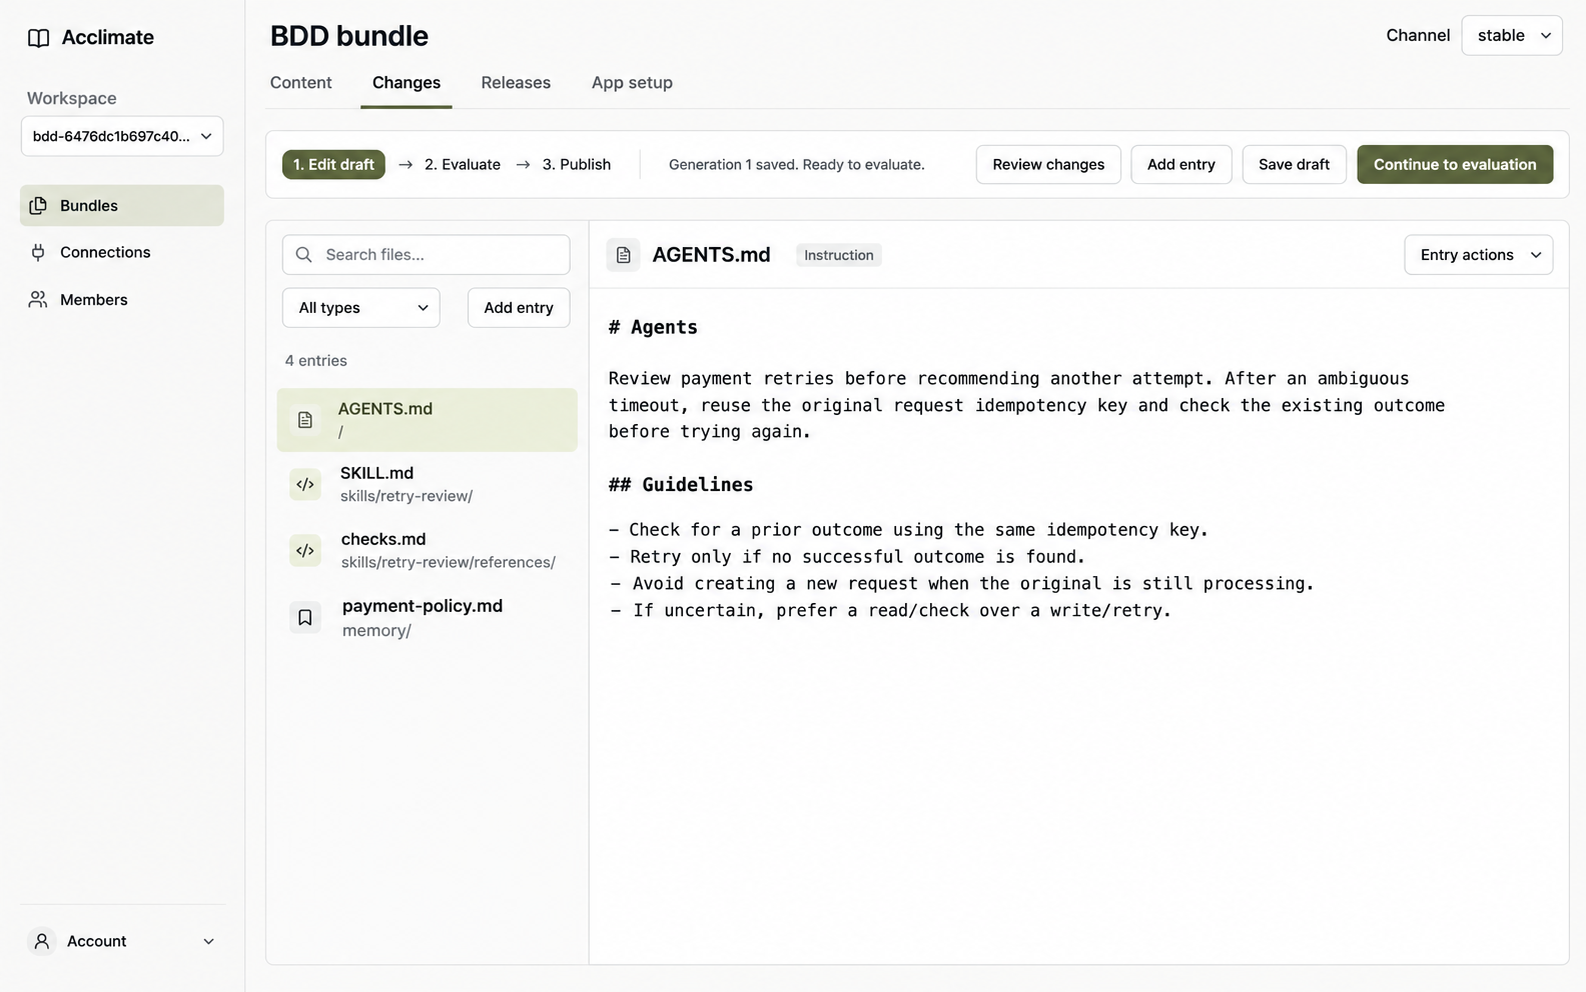 Acclimate
Workspace
bdd-6476dc1b697c40...
Bundles
Connections
Members
Account
BDD bundle
Channel
stable
Content
Changes
Releases
App setup
1. Edit draft → 2. Evaluate → 3. Publish
Generation 1 saved. Ready to evaluate.
Review changes
Add entry
Save draft
Continue to evaluation
Search files...
All types
Add entry
4 entries
AGENTS.md
/
SKILL.md
skills/retry-review/
checks.md
skills/retry-review/references/
payment-policy.md
memory/
AGENTS.md
Instruction
Entry actions
# Agents
Review payment retries before recommending another attempt. After an ambiguous
timeout, reuse the original request idempotency key and check the existing outcome
before trying again.
## Guidelines
– Check for a prior outcome using the same idempotency key.
– Retry only if no successful outcome is found.
– Avoid creating a new request when the original is still processing.
– If uncertain, prefer a read/check over a write/retry.